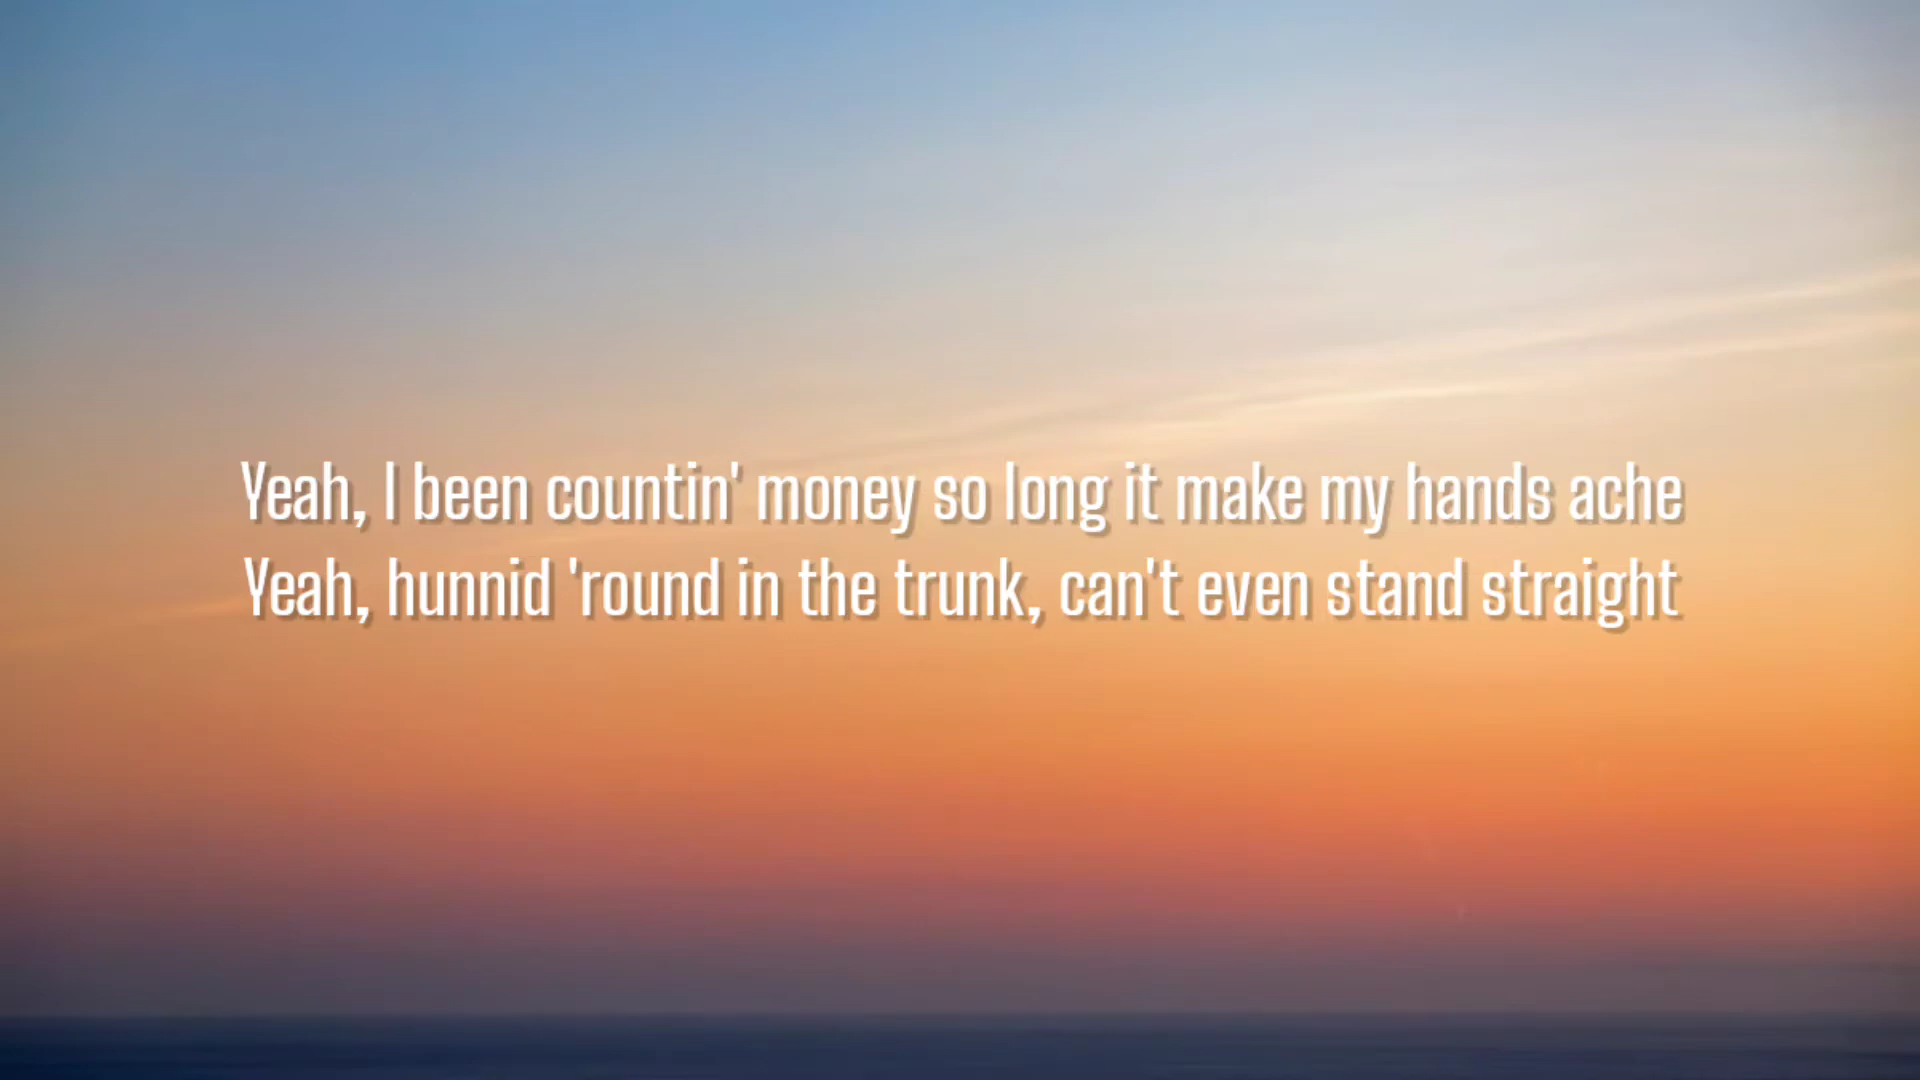 Yeah, I been countin' money so long it make my hands ache
Yeah, hunnid 'round in the trunk, can't even stand straight